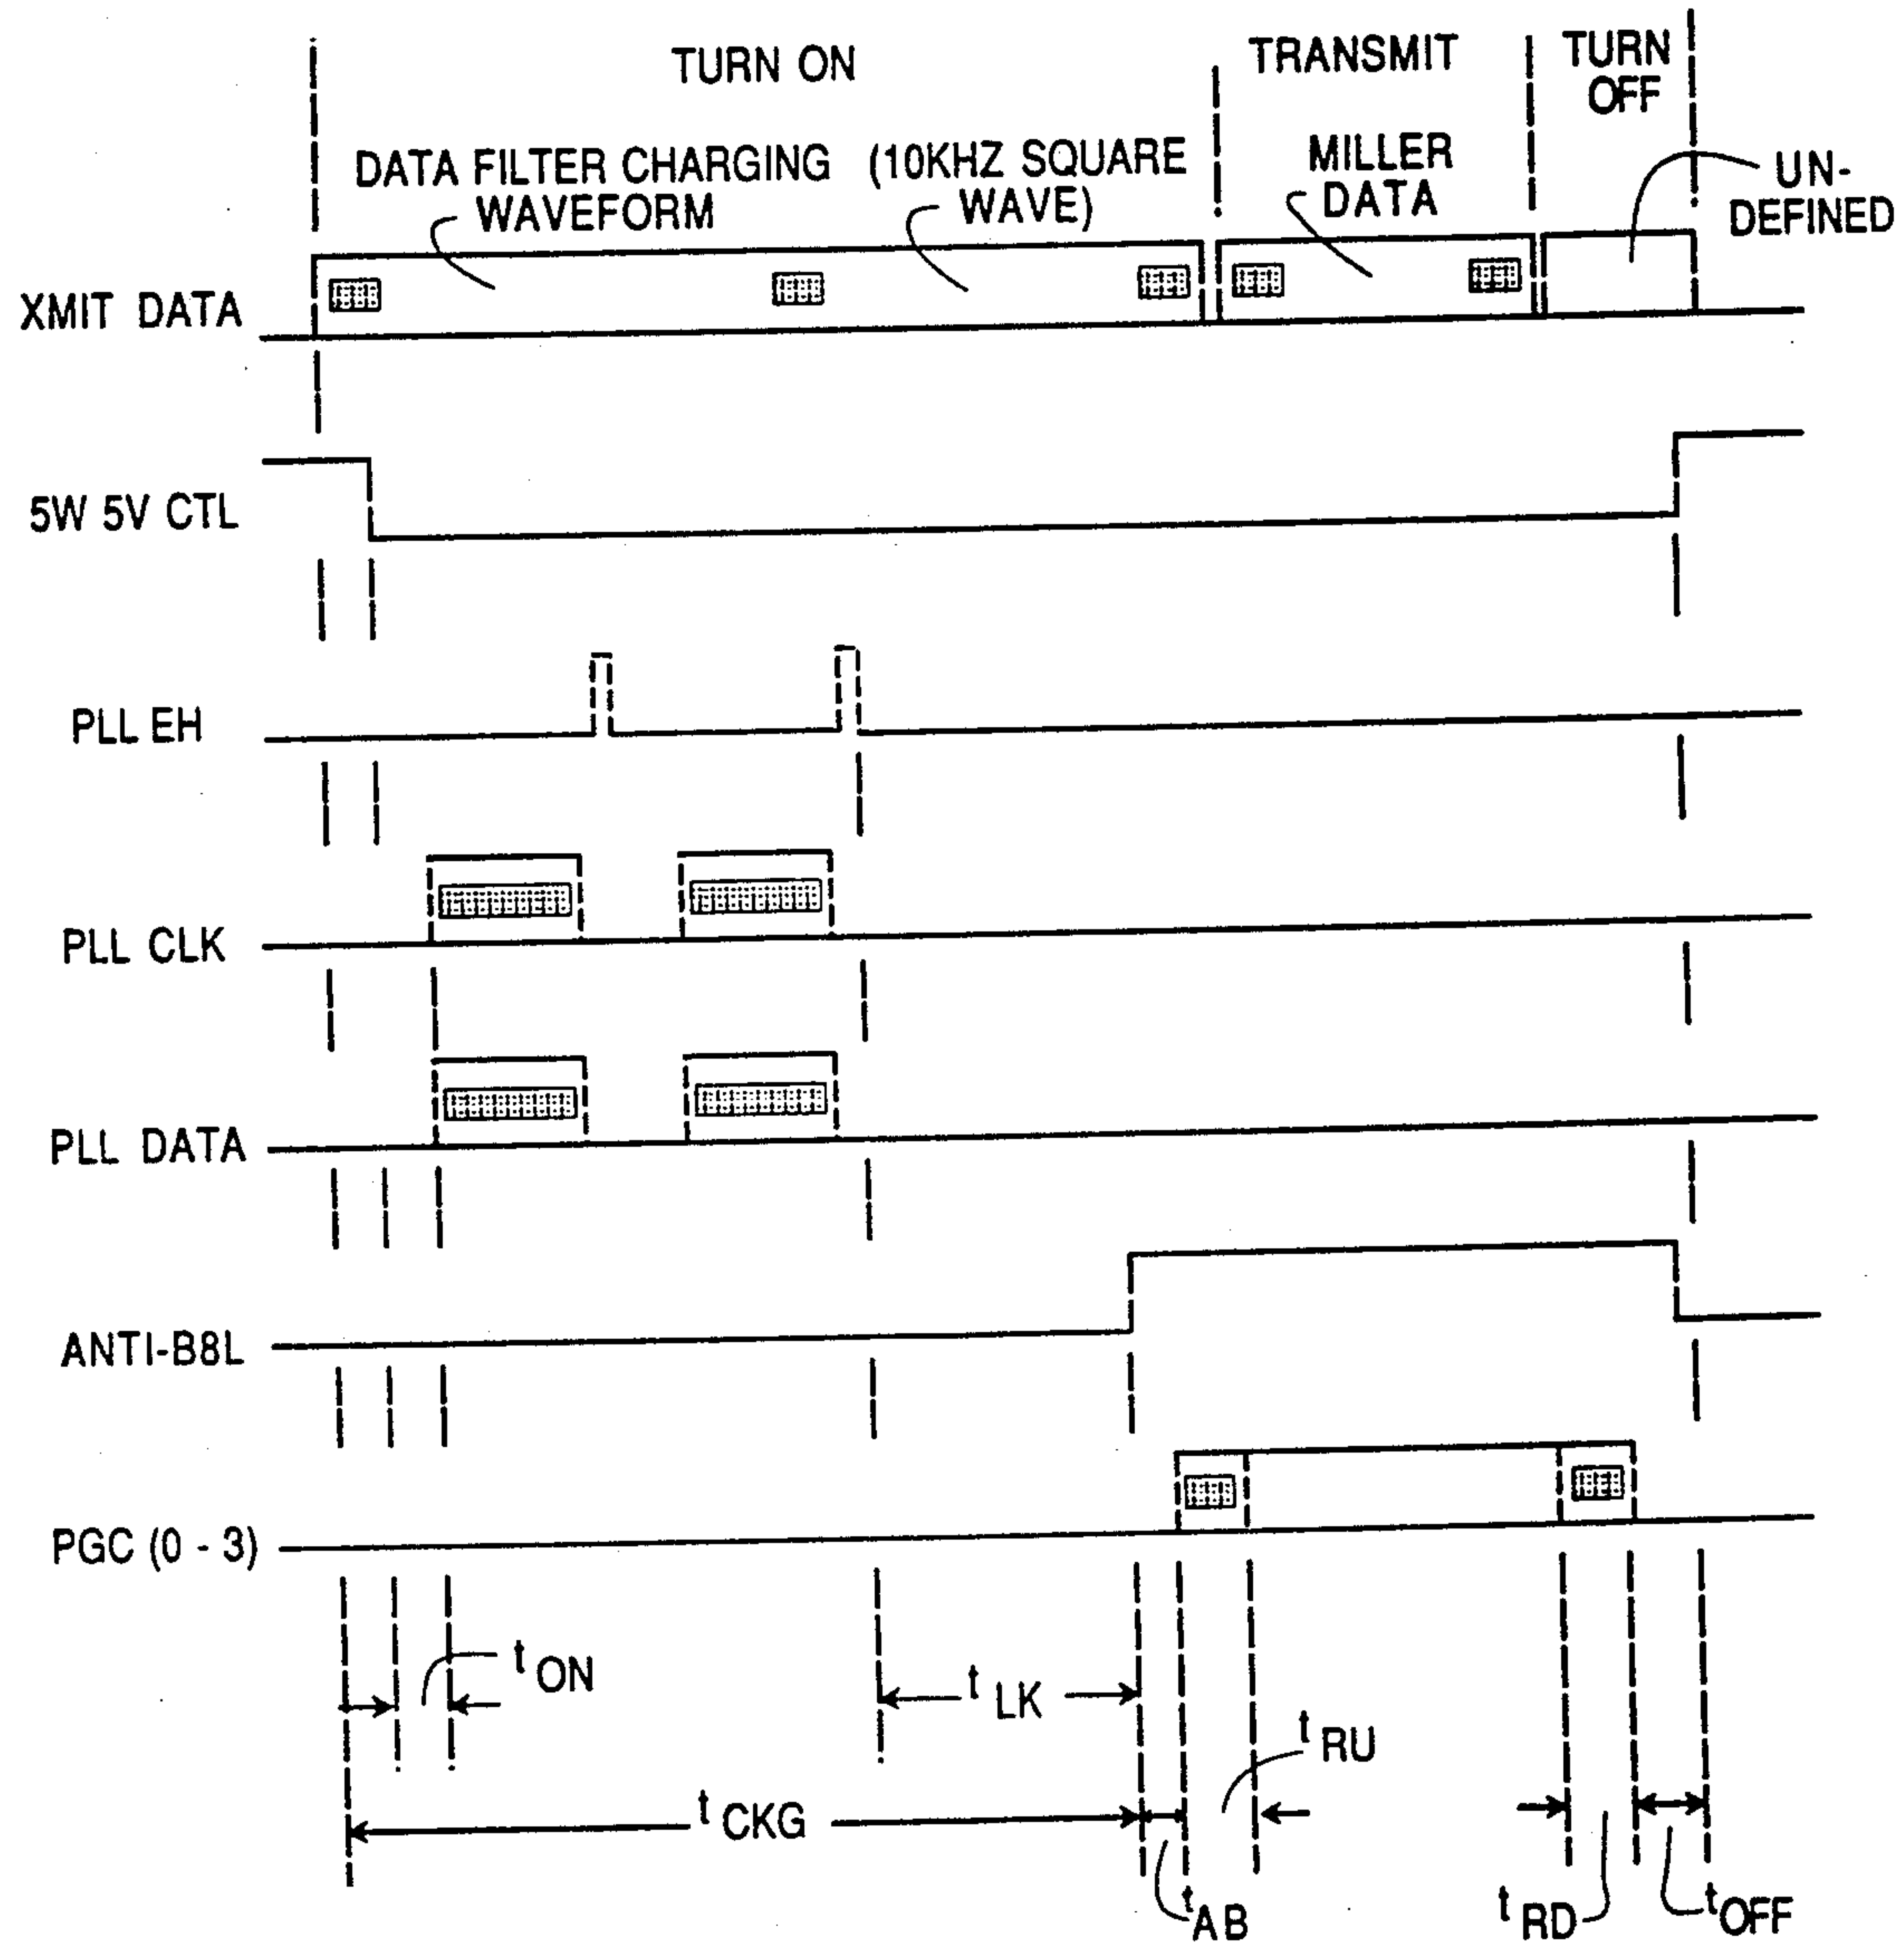 TURN ON
TRANSMIT
TURN
OFF
DATA FILTER CHARGING
WAVEFORM
(10KHZ SQUARE
WAVE)
MILLER
DATA
UN-
DEFINED
XMIT DATA
5W 5V CTL
PLL EH
PLL CLK
PLL DATA
ANTI-B8L
PGC (0 - 3)
t ON
t LK
t RU
t CKG
t AB
t RD
t OFF